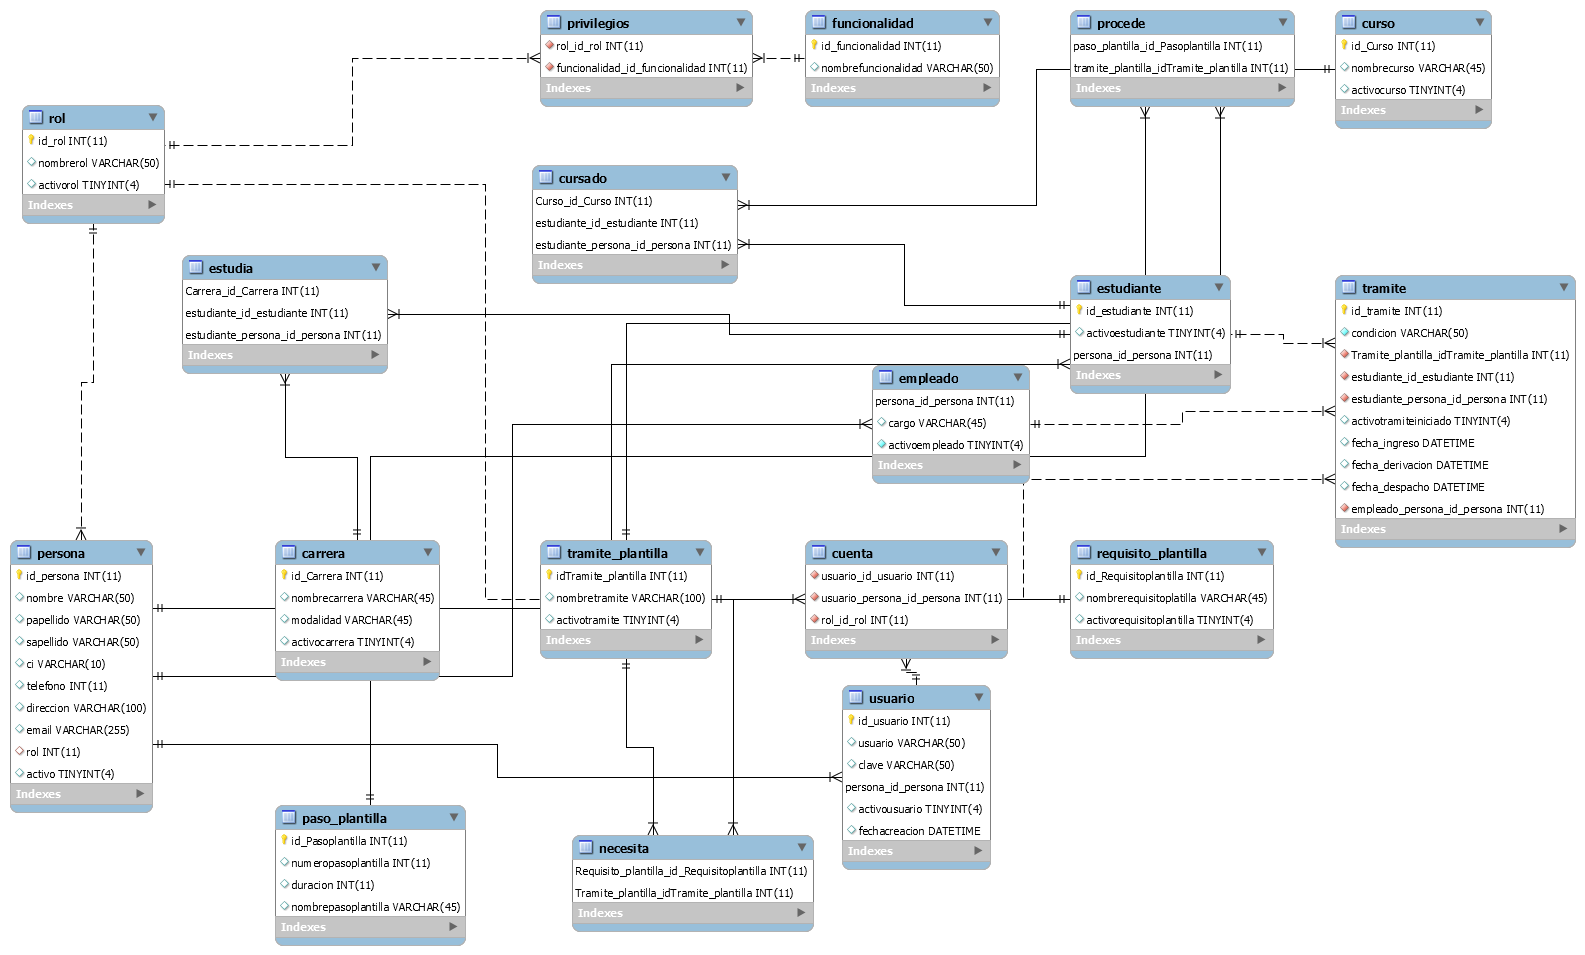 privilegios
rol_id_rol INT(11)
funcionalidad_id_funcionalidad INT(11)
Indexes
funcionalidad
id_funcionalidad INT(11)
nombrefuncionalidad VARCHAR(50)
Indexes
procede
paso_plantilla_id_Pasoplantilla INT(11)
tramite_plantilla_idTramite_plantilla INT(11)
Indexes
curso
id_Curso INT(11)
nombrecurso VARCHAR(45)
activocurso TINYINT(4)
Indexes
rol
id_rol INT(11)
nombrerol VARCHAR(50)
activorol TINYINT(4)
Indexes
cursado
Curso_id_Curso INT(11)
estudiante_id_estudiante INT(11)
estudiante_persona_id_persona INT(11)
Indexes
estudia
Carrera_id_Carrera INT(11)
estudiante_id_estudiante INT(11)
estudiante_persona_id_persona INT(11)
Indexes
estudiante
id_estudiante INT(11)
activoestudiante TINYINT(4)
persona_id_persona INT(11)
Indexes
tramite
id_tramite INT(11)
condicion VARCHAR(50)
Tramite_plantilla_idTramite_plantilla INT(11)
estudiante_id_estudiante INT(11)
estudiante_persona_id_persona INT(11)
activotramiteiniciado TINYINT(4)
fecha_ingreso DATETIME
fecha_derivacion DATETIME
fecha_despacho DATETIME
empleado_persona_id_persona INT(11)
Indexes
empleado
persona_id_persona INT(11)
cargo VARCHAR(45)
activoempleado TINYINT(4)
Indexes
persona
id_persona INT(11)
nombre VARCHAR(50)
papellido VARCHAR(50)
sapellido VARCHAR(50)
ci VARCHAR(10)
telefono INT(11)
direccion VARCHAR(100)
email VARCHAR(255)
rol INT(11)
activo TINYINT(4)
Indexes
carrera
id_Carrera INT(11)
nombrecarrera VARCHAR(45)
modalidad VARCHAR(45)
activocarrera TINYINT(4)
Indexes
tramite_plantilla
idTramite_plantilla INT(11)
nombretramite VARCHAR(100)
activotramite TINYINT(4)
Indexes
cuenta
usuario_id_usuario INT(11)
usuario_persona_id_persona INT(11)
rol_id_rol INT(11)
Indexes
requisito_plantilla
id_Requisitoplantilla INT(11)
nombrerequisitoplatilla VARCHAR(45)
activorequisitoplantilla TINYINT(4)
Indexes
usuario
id_usuario INT(11)
usuario VARCHAR(50)
clave VARCHAR(50)
persona_id_persona INT(11)
activousuario TINYINT(4)
fechacreacion DATETIME
Indexes
paso_plantilla
id_Pasoplantilla INT(11)
numeropasoplantilla INT(11)
duracion INT(11)
nombrepasoplantilla VARCHAR(45)
Indexes
necesita
Requisito_plantilla_id_Requisitoplantilla INT(11)
Tramite_plantilla_idTramite_plantilla INT(11)
Indexes